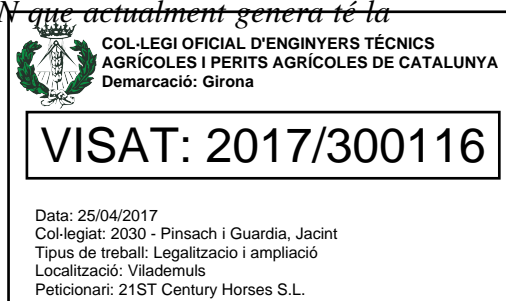 N que actualment genera té la
COL·LEGI OFICIAL D'ENGINYERS TÉCNICS
AGRÍCOLES I PERITS AGRÍCOLES DE CATALUNYA
Demarcació: Girona
VISAT: 2017/300116
Data: 25/04/2017
Col·legiat: 2030 - Pinsach i Guardia, Jacint
Tipus de treball: Legalitzacio i ampliació
Localització: Vilademuls
Peticionari: 21ST Century Horses S.L.